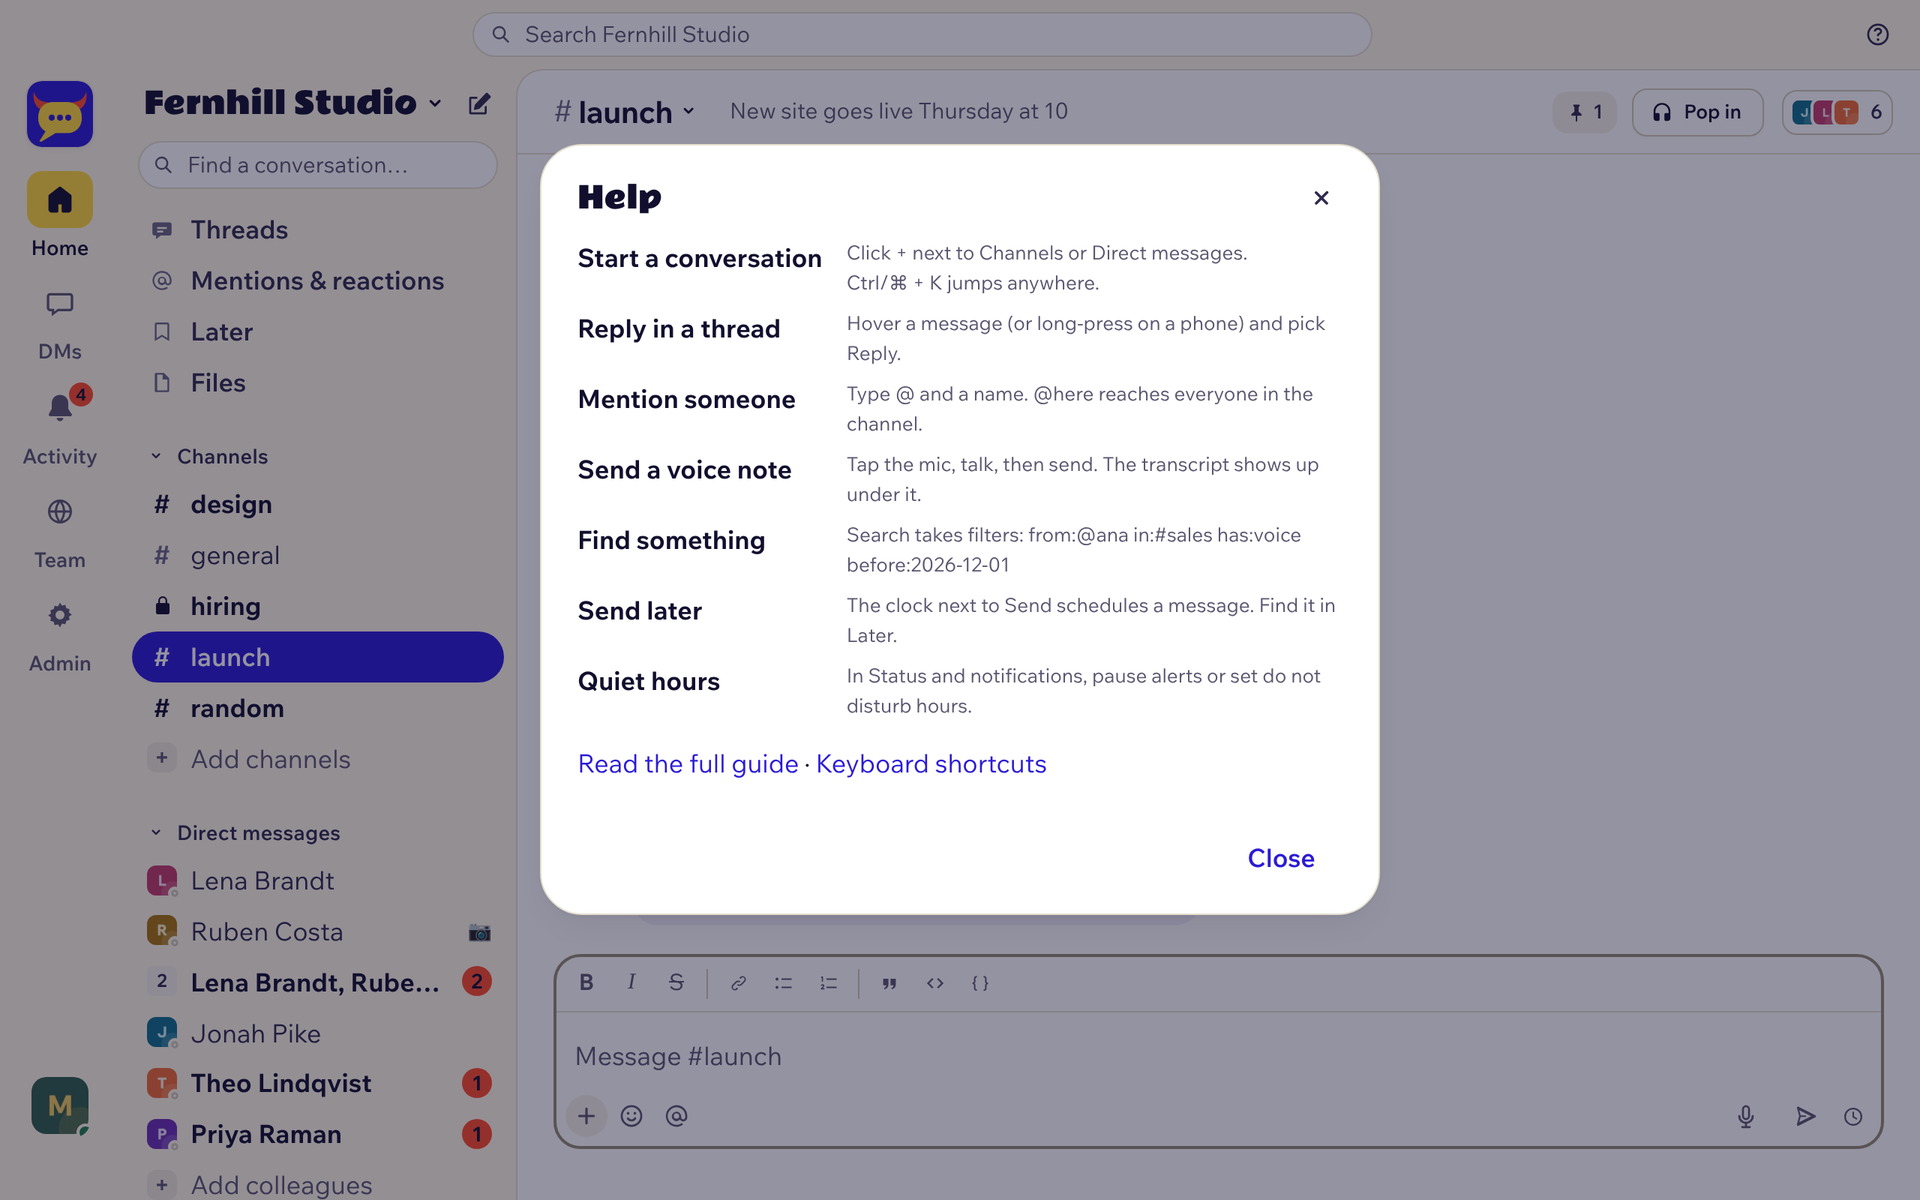 Search Fernhill Studio
Fernhill Studio
Find a conversation…
Home
DMs
4
Activity
Team
Admin
M
Threads
Mentions & reactions
Later
Files
Channels
# design
# general
hiring
# launch
# random
+ Add channels
Direct messages
L Lena Brandt
R Ruben Costa
2 Lena Brandt, Rube… 2
J Jonah Pike
T Theo Lindqvist 1
P Priya Raman 1
+ Add colleagues
# launch
New site goes live Thursday at 10
1
Pop in
J L T 6
Help
Start a conversation
Click + next to Channels or Direct messages.
Ctrl/⌘ + K jumps anywhere.
Reply in a thread
Hover a message (or long-press on a phone) and pick
Reply.
Mention someone
Type @ and a name. @here reaches everyone in the
channel.
Send a voice note
Tap the mic, talk, then send. The transcript shows up
under it.
Find something
Search takes filters: from:@ana in:#sales has:voice
before:2026-12-01
Send later
The clock next to Send schedules a message. Find it in
Later.
Quiet hours
In Status and notifications, pause alerts or set do not
disturb hours.
Read the full guide · Keyboard shortcuts
Close
B I S
Message #launch